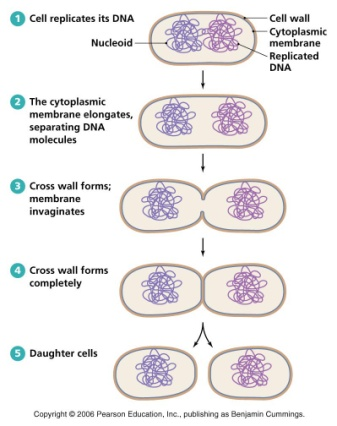 1 Cell replicates its DNA
Cell wall
Cytoplasmic
membrane
Nucleoid
Replicated
DNA
2 The cytoplasmic
membrane elongates,
separating DNA
molecules
3 Cross wall forms;
membrane
invaginates
4 Cross wall forms
completely
5 Daughter cells
Copyright © 2006 Pearson Education, Inc., publishing as Benjamin Cummings.